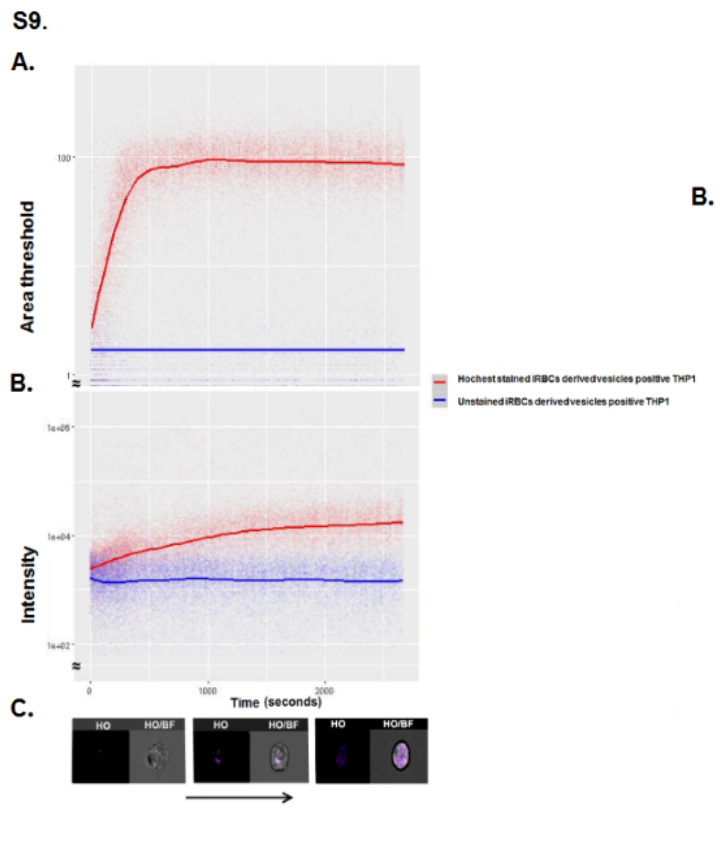 S9.
A.
100
Area threshold
1
≈
B.
B.
Hochest stained iRBCs derived vesicles positive THP1
Unstained iRBCs derived vesicles positive THP1
1e+06
1e+04
Intensity
1e+02
≈
0 1000 2000
Time (seconds)
C.
HO HO/BF HO HO/BF HO HO/BF